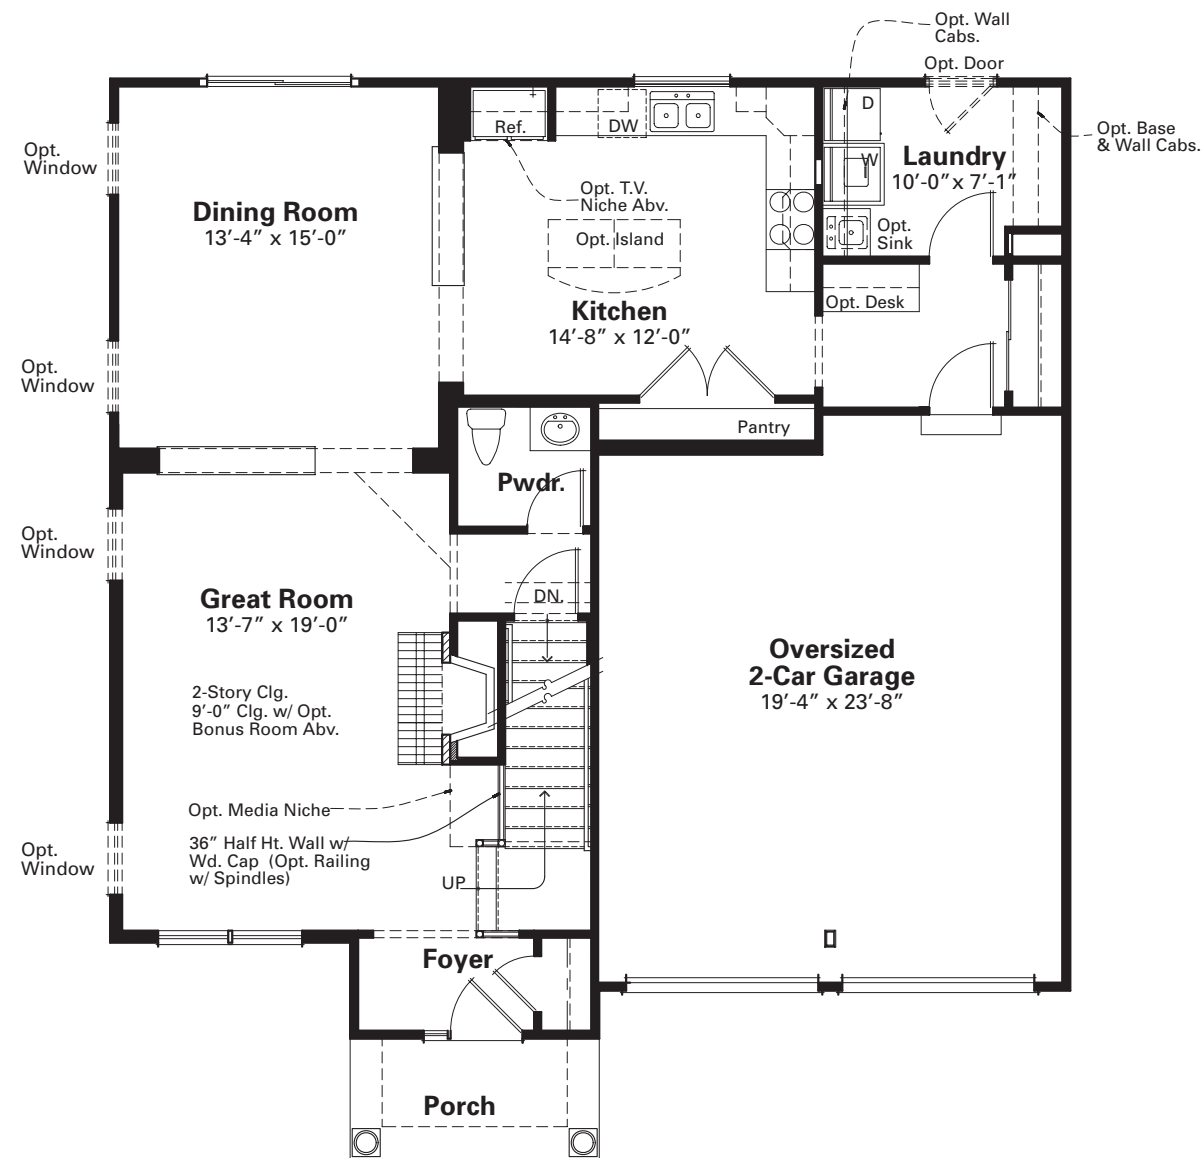 Opt. Wall
Cabs.
Opt. Door
D
Ref.
DW
Opt. Base
& Wall Cabs.
Opt.
Window
W
Laundry
10'-0" x 7'-1"
Opt. T.V.
Niche Abv.
Dining Room
13'-4" x 15'-0"
Opt. Island
Opt.
Sink
Kitchen
14'-8" x 12'-0"
Opt. Desk
Opt.
Window
Pantry
Pwdr.
Opt.
Window
DN.
Great Room
13'-7" x 19'-0"
Oversized
2-Car Garage
19'-4" x 23'-8"
2-Story Clg.
9'-0" Clg. w/ Opt.
Bonus Room Abv.
Opt. Media Niche
36" Half Ht. Wall w/
Wd. Cap (Opt. Railing
w/ Spindles)
Opt.
Window
UP
Foyer
Porch